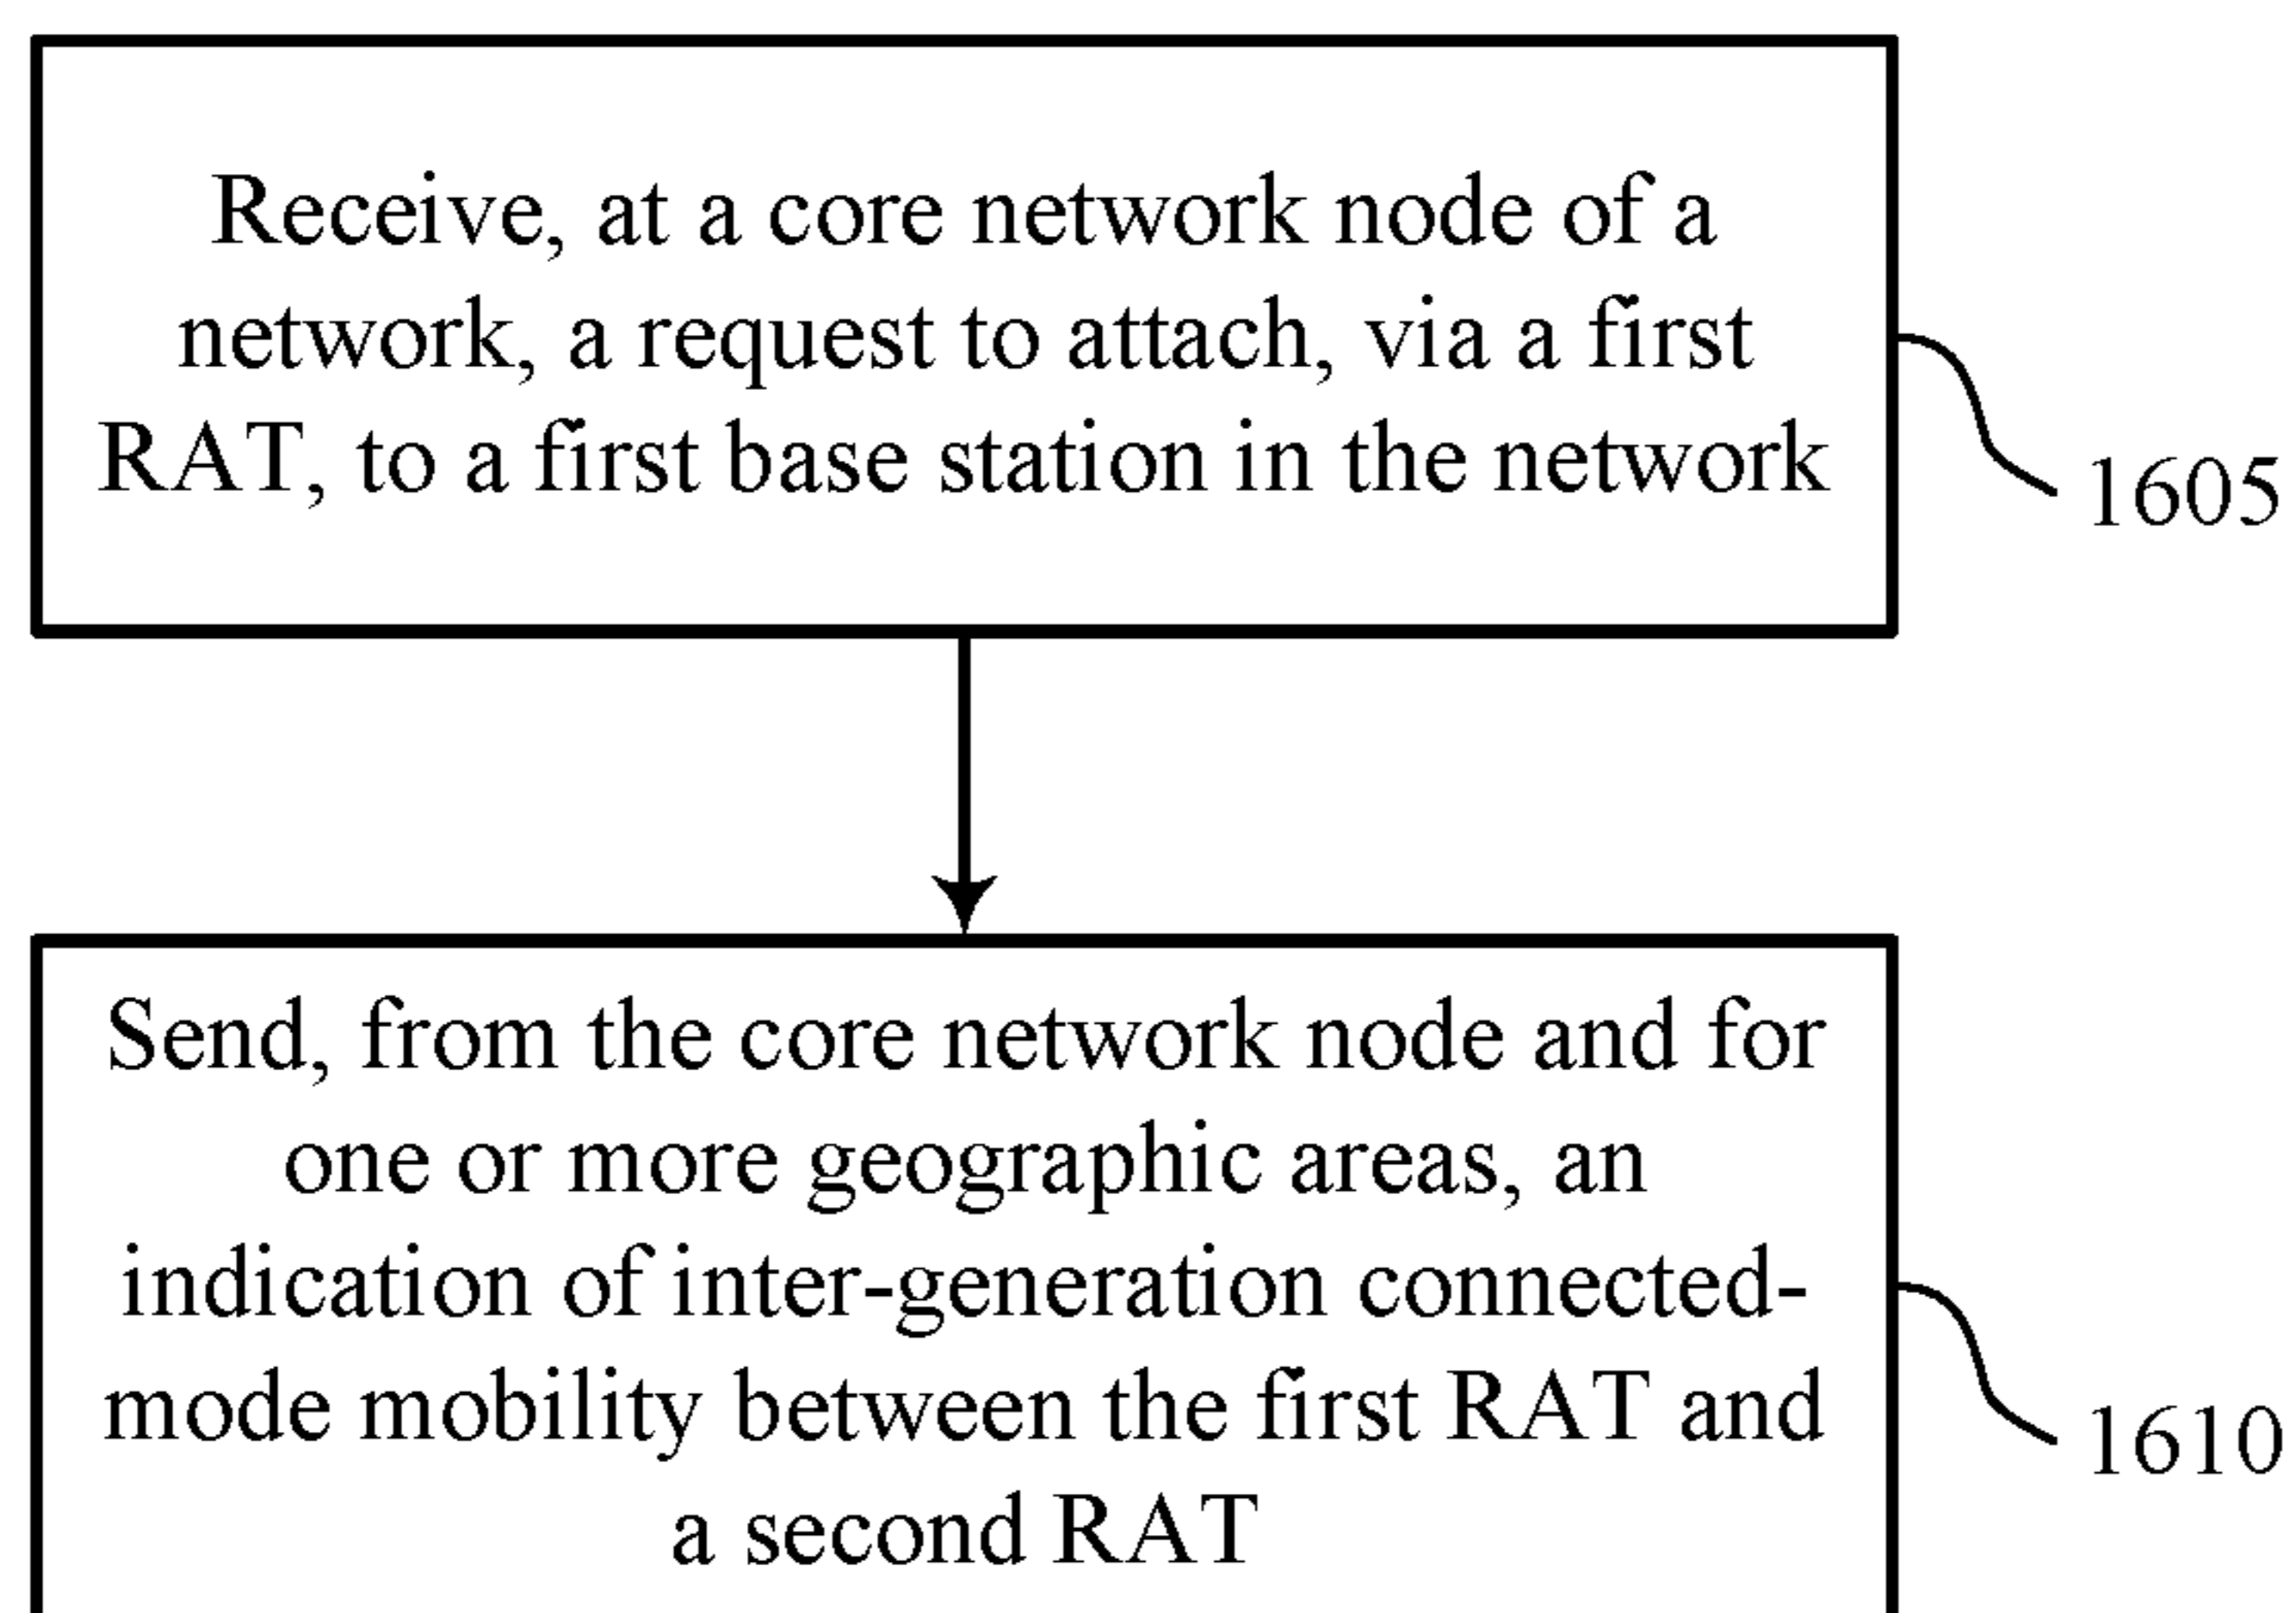 Receive, at a core network node of a
network, a request to attach, via a first
RAT, to a first base station in the network
1605
Send, from the core network node and for
one or more geographic areas, an
indication of inter-generation connected-
mode mobility between the first RAT and
a second RAT
1610